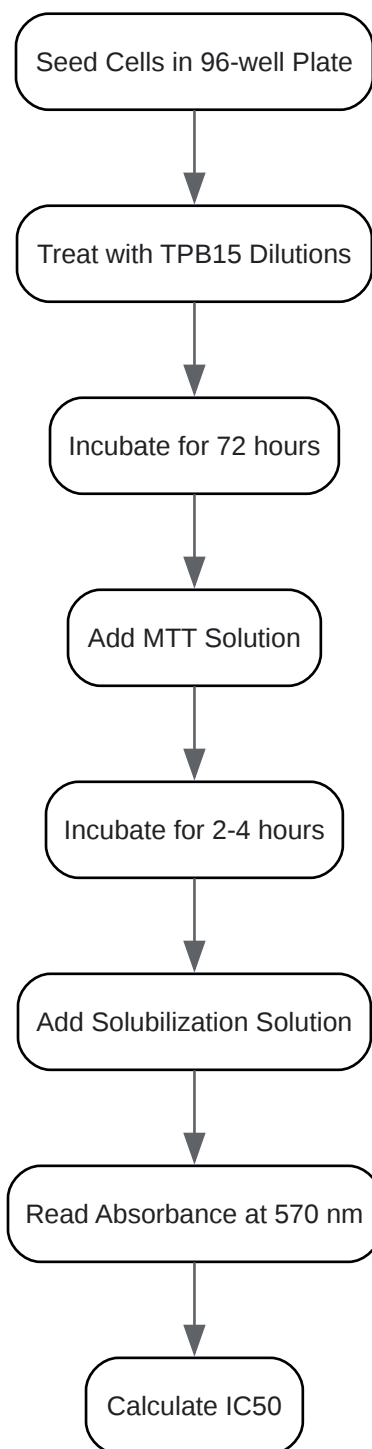 Seed Cells in 96-well Plate
Treat with TPB15 Dilutions
Incubate for 72 hours
Add MTT Solution
Incubate for 2-4 hours
Add Solubilization Solution
Read Absorbance at 570 nm
Calculate IC50